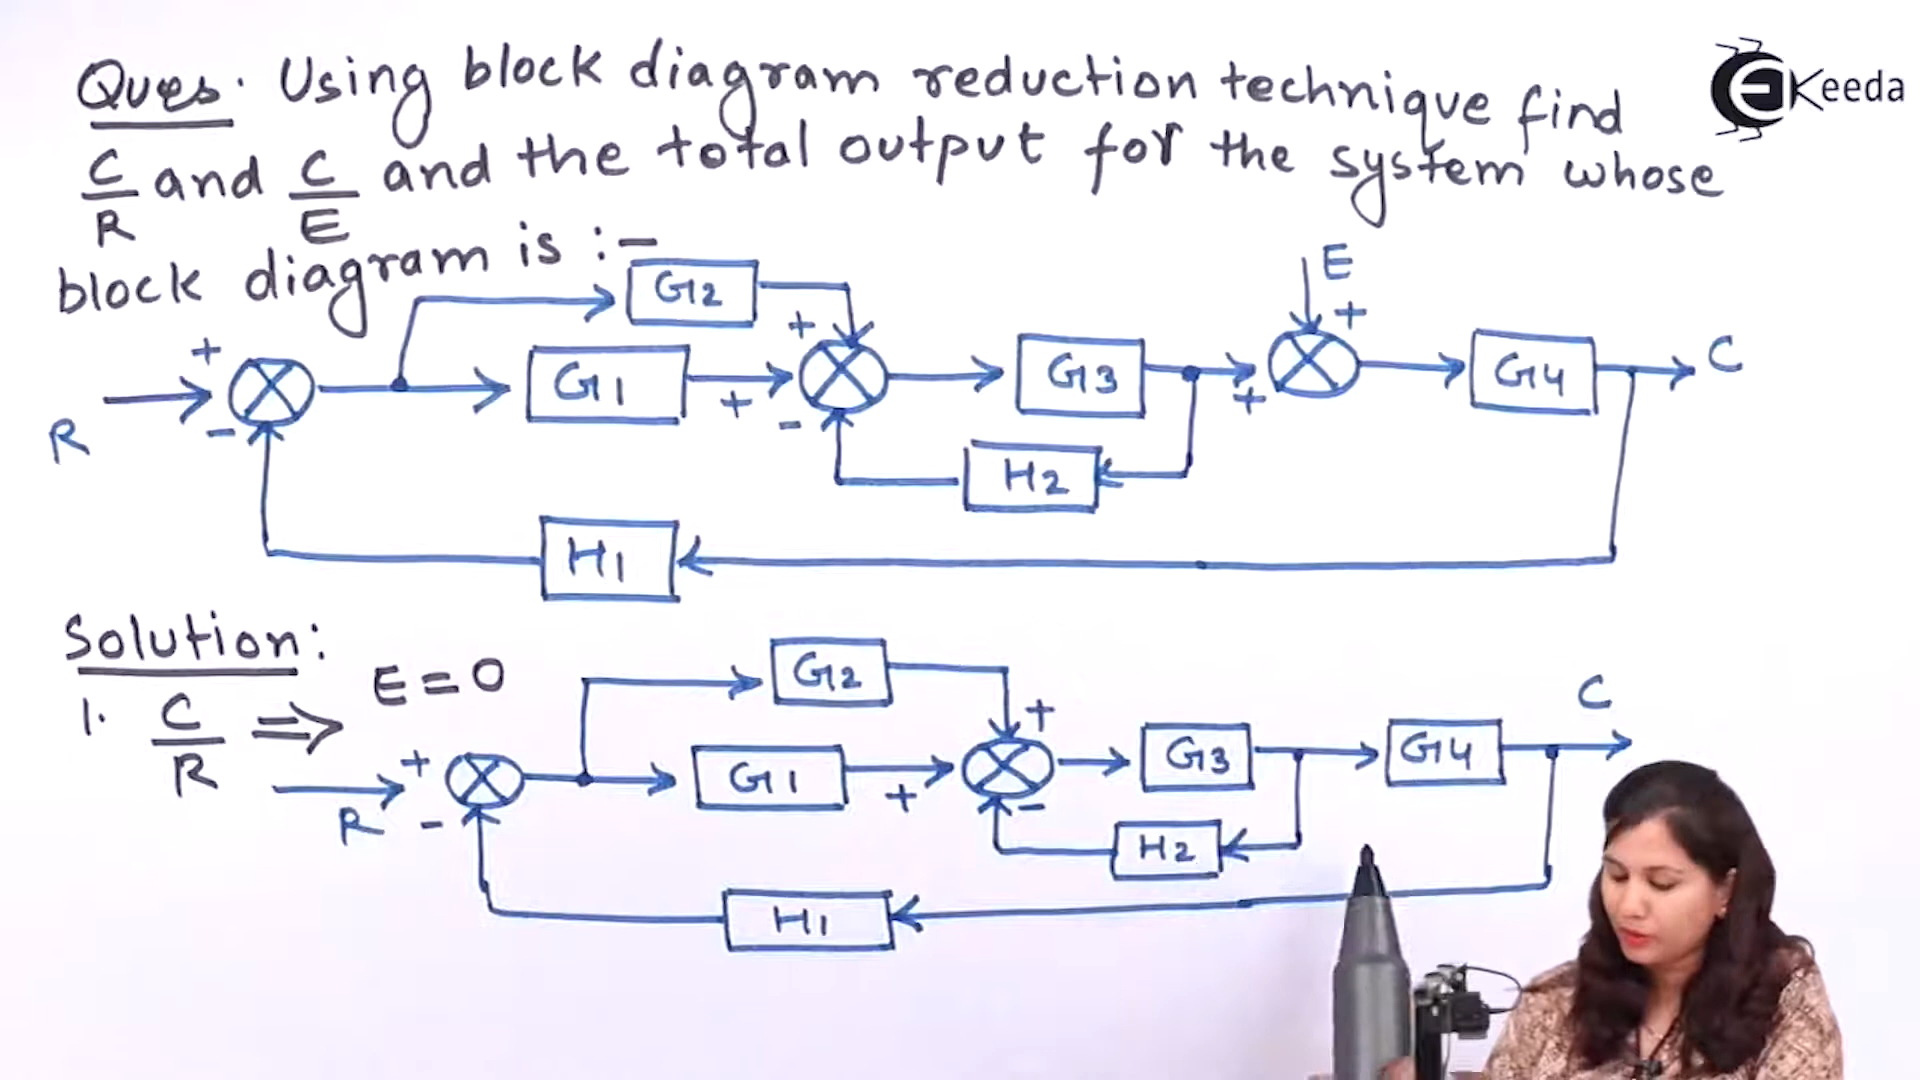 Ques. Using block diagram reduction technique find
C/R and C/E and the total output for the system whose
block diagram is :-
EKeeda
E
G2
+
+
+
G1
G3
G4
C
+
+
R
-
-
H2
H1
Solution:
1. C/R ⇒ E=0
G2
C
+
+
G1
G3
G4
R
-
+
-
H2
H1